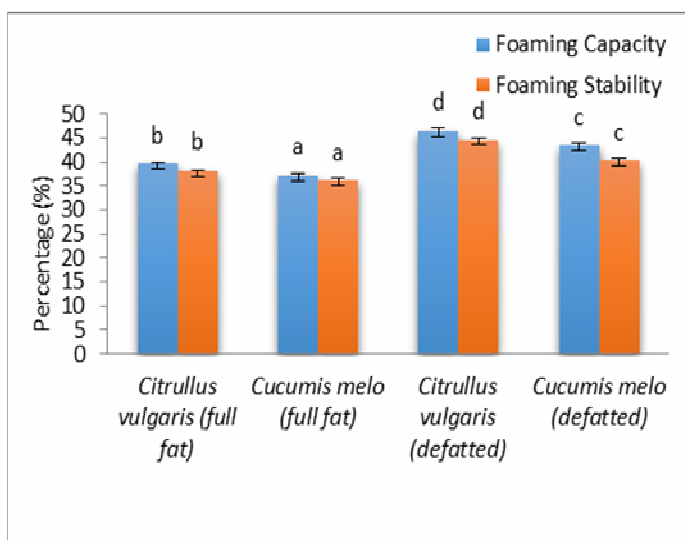 Foaming Capacity
Foaming Stability
d d
c
c
b b
a a
50
45
40
35
30
25
20
15
10
5
0
Percentage (%)
Citrullus
vulgaris (full
fat)
Cucumis melo
(full fat)
Citrullus
vulgaris
(defatted)
Cucumis melo
(defatted)